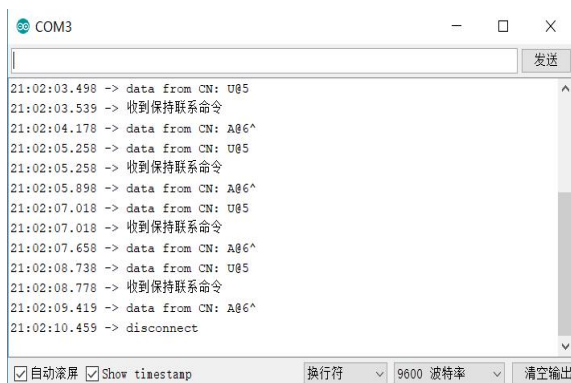 COM3
发送
21:02:03.498 -> data from CN: U@5
21:02:03.539 -> 收到保持联系命令
21:02:04.178 -> data from CN: A@6^
21:02:05.258 -> data from CN: U@5
21:02:05.258 -> 收到保持联系命令
21:02:05.898 -> data from CN: A@6^
21:02:07.018 -> data from CN: U@5
21:02:07.018 -> 收到保持联系命令
21:02:07.658 -> data from CN: A@6^
21:02:08.738 -> data from CN: U@5
21:02:08.778 -> 收到保持联系命令
21:02:09.419 -> data from CN: A@6^
21:02:10.459 -> disconnect
自动滚屏 Show timestamp 换行符 9600 波特率 清空输出